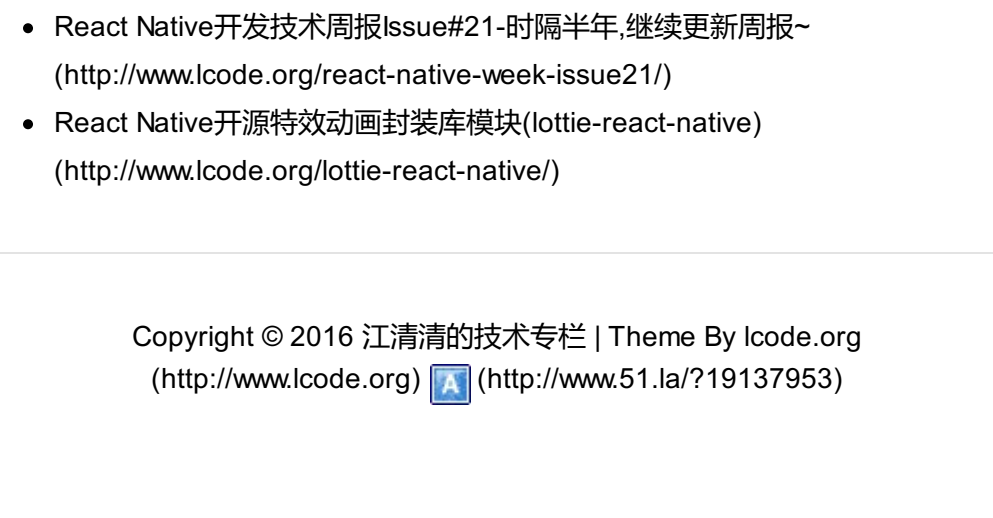 React Native开发技术周报Issue#21-时隔半年,继续更新周报~
(http://www.lcode.org/react-native-week-issue21/)
React Native开源特效动画封装库模块(lottie-react-native)
(http://www.lcode.org/lottie-react-native/)
Copyright © 2016 江清清的技术专栏 | Theme By lcode.org
(http://www.lcode.org) A (http://www.51.la/?19137953)